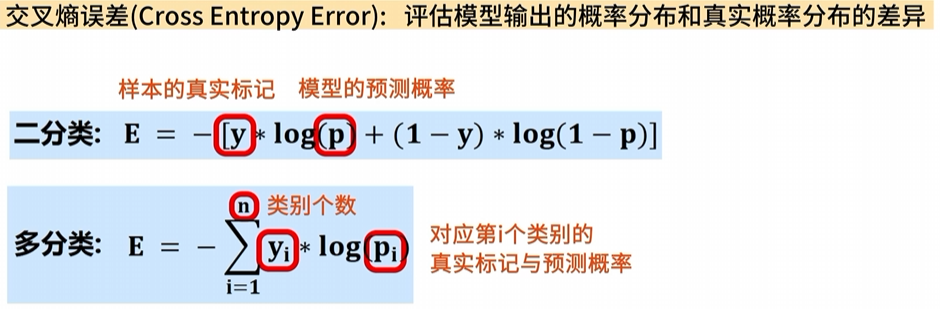 交叉熵误差(Cross Entropy Error): 评估模型输出的概率分布和真实概率分布的差异
样本的真实标记 模型的预测概率
二分类: E = −[y * log(p) + (1 − y) * log(1 − p)]
n 类别个数
多分类: E = − ∑ yᵢ * log(pᵢ)
i=1
对应第i个类别的
真实标记与预测概率